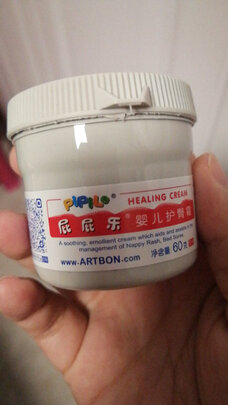 PiPiLe
HEALING CREAM
屁屁乐® 婴儿护臀膏
A soothing, emollient cream which aids and assists in the
management of Nappy Rash, Bed Sores.
www.ARTBON.com
净含量: 60克